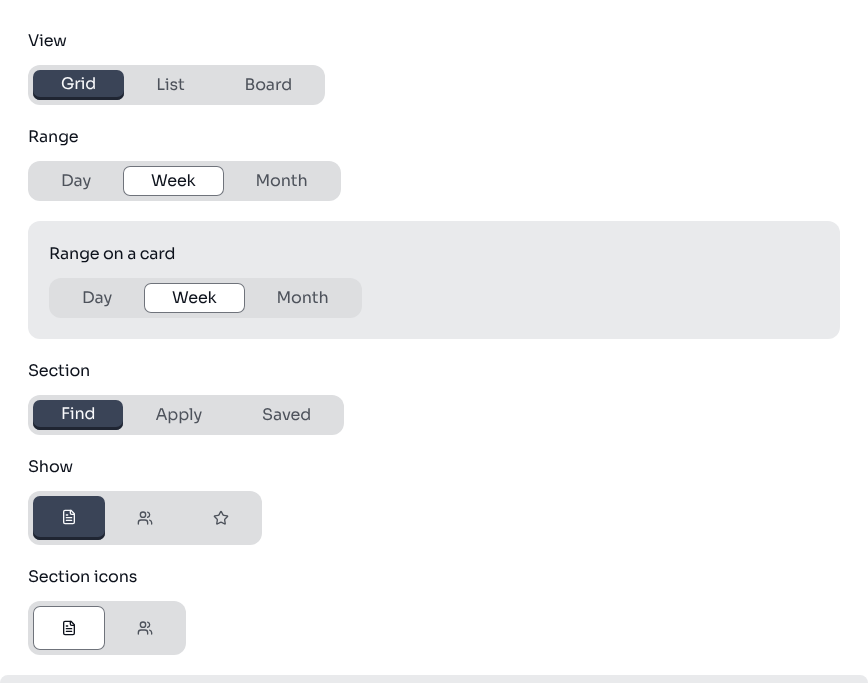 View
Grid List Board
Range
Day Week Month
Range on a card
Day Week Month
Section
Find Apply Saved
Show
Section icons